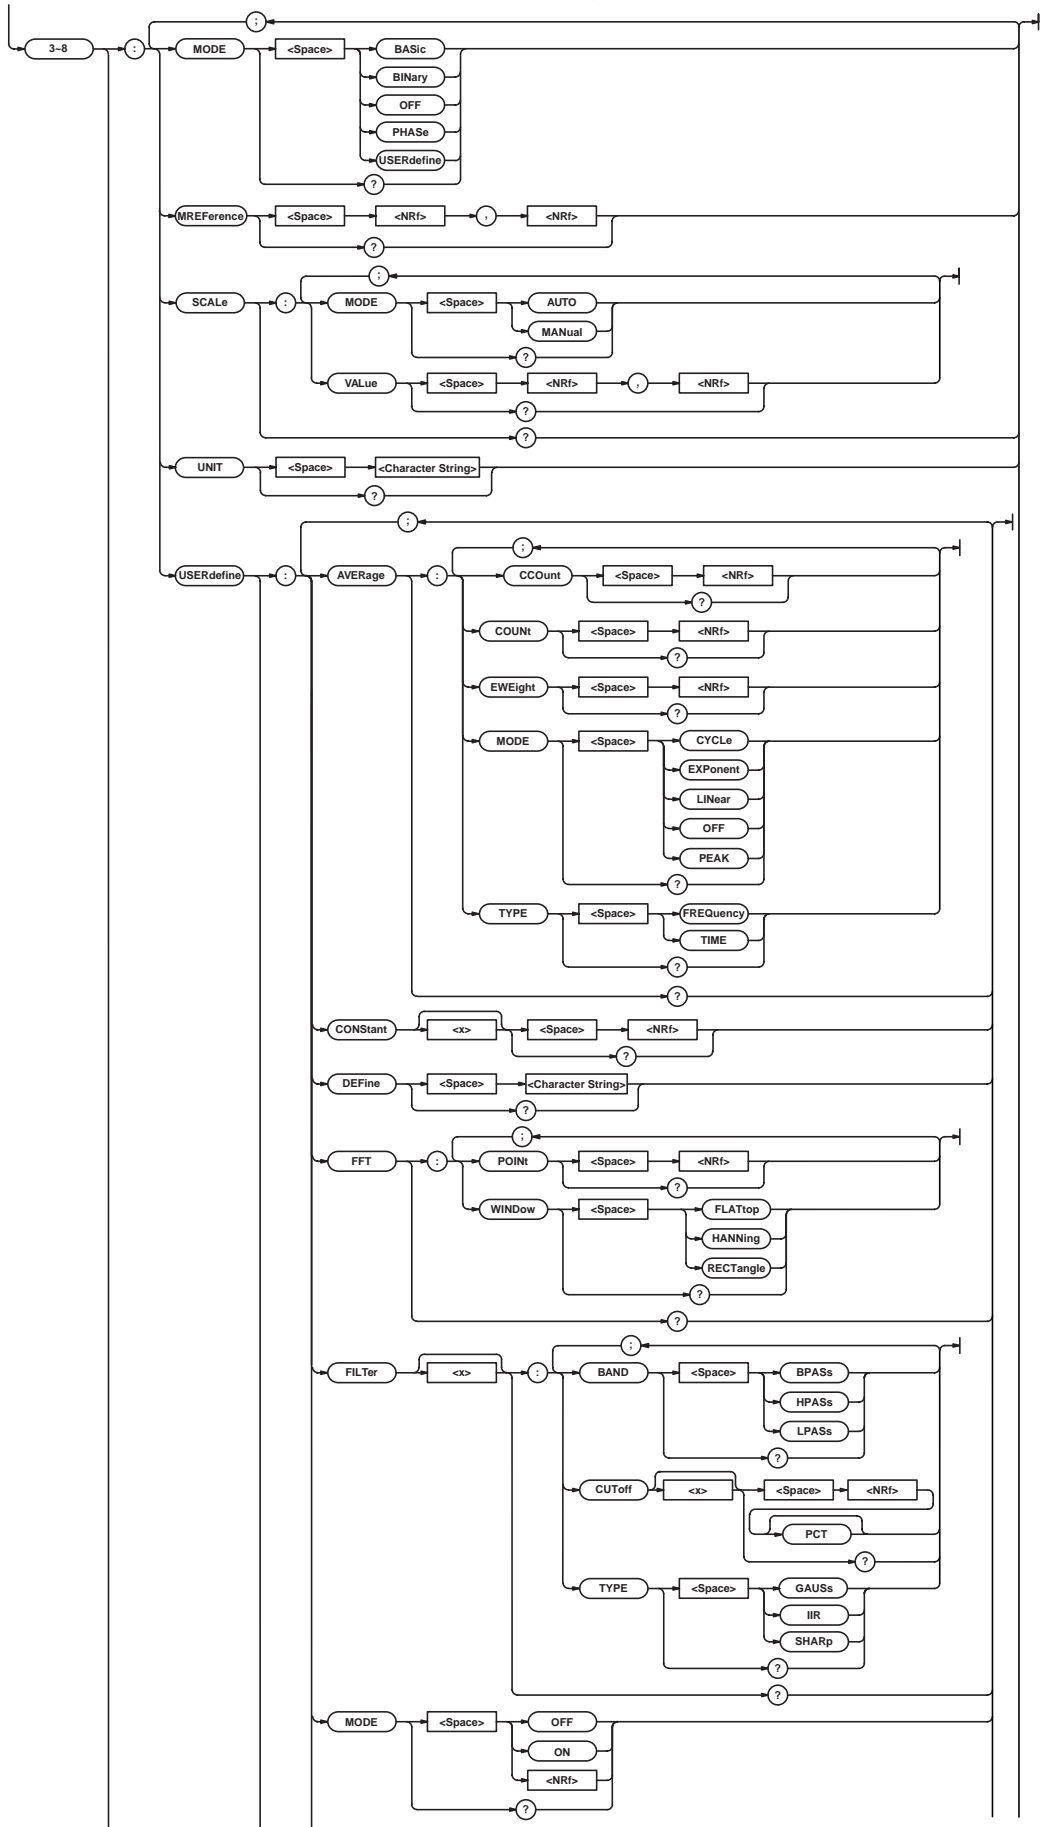 ;
3~8 : MODE <Space> BASic
BINary
OFF
PHASe
USERdefine
?
MREFerence <Space> <NRf> , <NRf>
?
;
SCALe : MODE <Space> AUTO
MANual
?
VALue <Space> <NRf> , <NRf>
?
?
UNIT <Space> <Character String>
?
;
;
USERdefine : AVERage : CCOunt <Space> <NRf>
?
COUNt <Space> <NRf>
?
EWEight <Space> <NRf>
?
MODE <Space> CYCLe
EXPonent
LINear
OFF
PEAK
?
TYPE <Space> FREQuency
TIME
?
?
CONStant <x> <Space> <NRf>
?
DEFine <Space> <Character String>
?
;
FFT : POINt <Space> <NRf>
?
WINDow <Space> FLATtop
HANNing
RECTangle
?
?
;
FILTer <x> : BAND <Space> BPASs
HPASs
LPASs
?
CUToff <x> <Space> <NRf>
PCT
?
TYPE <Space> GAUSs
IIR
SHARp
?
?
MODE <Space> OFF
ON
<NRf>
?